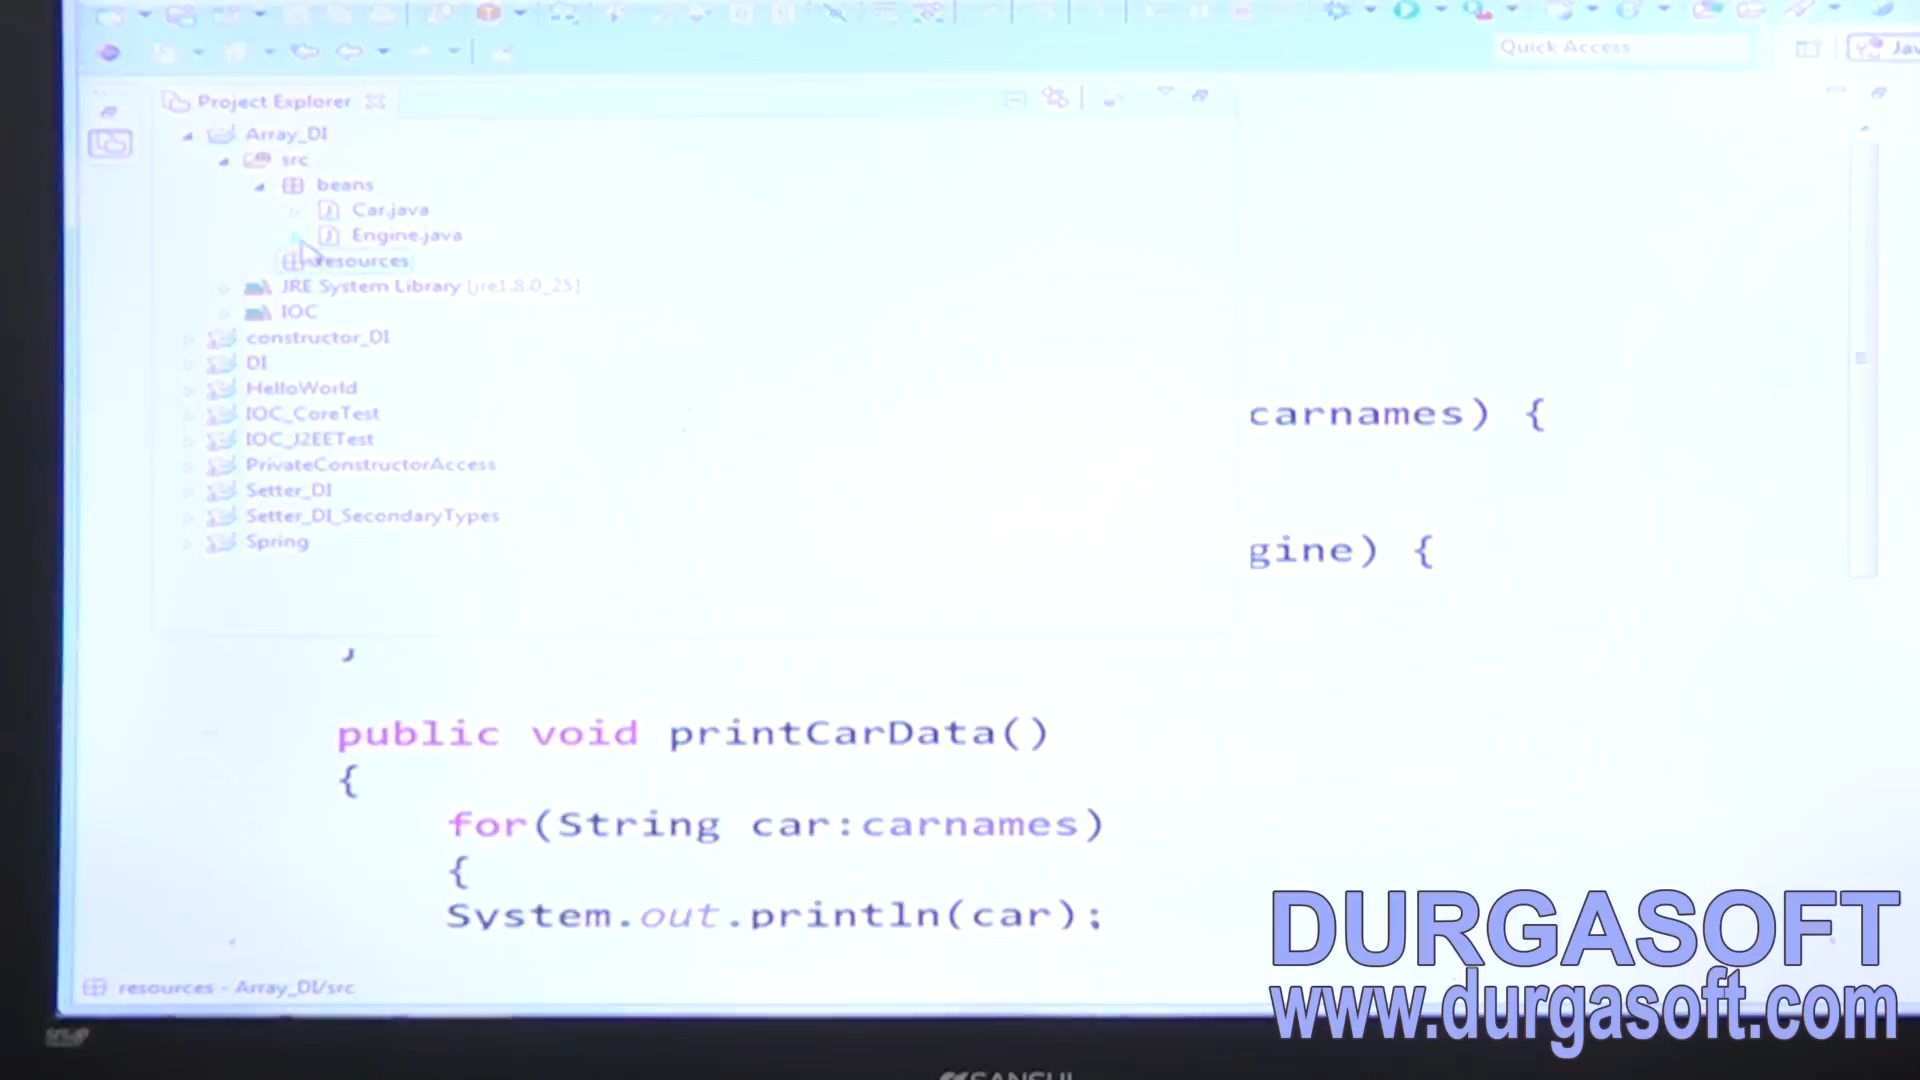 Quick Access
Jav
Project Explorer
Array_DI
src
beans
Car.java
Engine.java
resources
JRE System Library [jre1.8.0_25]
IOC
constructor_DI
DI
HelloWorld
IOC_CoreTest
IOC_J2EETest
PrivateConstructorAccess
Setter_DI
Setter_DI_SecondaryTypes
Spring
carnames) {
gine) {
}
public void printCarData()
{
for(String car:carnames)
{
System.out.println(car);
resources - Array_DI/src
DURGASOFT
www.durgasoft.com
SANSUI